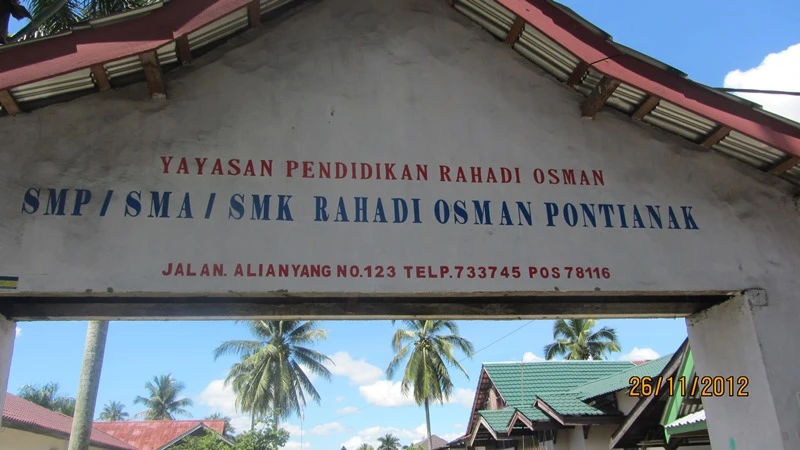 YAYASAN PENDIDIKAN RAHADI OSMAN
SMP / SMA / SMK RAHADI OSMAN PONTIANAK
JALAN. ALIANYANG NO.123 TELP.733745 POS 78116
26/11/2012